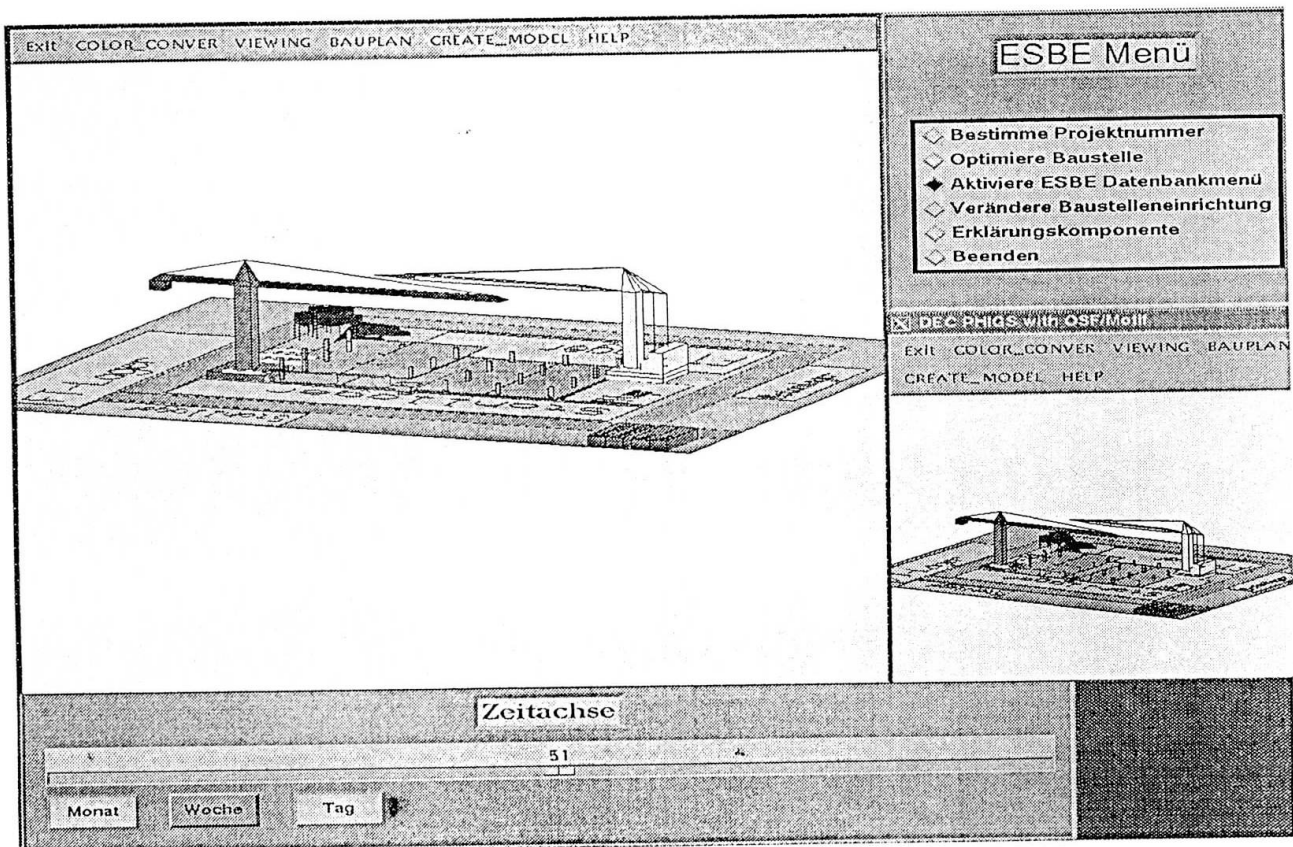 Exit COLOR_CONVER VIEWING BAUPLAN CREATE_MODEL HELP
ESBE Menü
Bestimme Projektnummer
Optimiere Baustelle
Aktiviere ESBE Datenbankmenü
Verändere Baustelleneinrichtung
Erklärungskomponente
Beenden
DEC PHIGS with OSF/Motif
Exit COLOR_CONVER VIEWING BAUPLAN
CREATE_MODEL HELP
Zeitachse
51
Monat Woche Tag